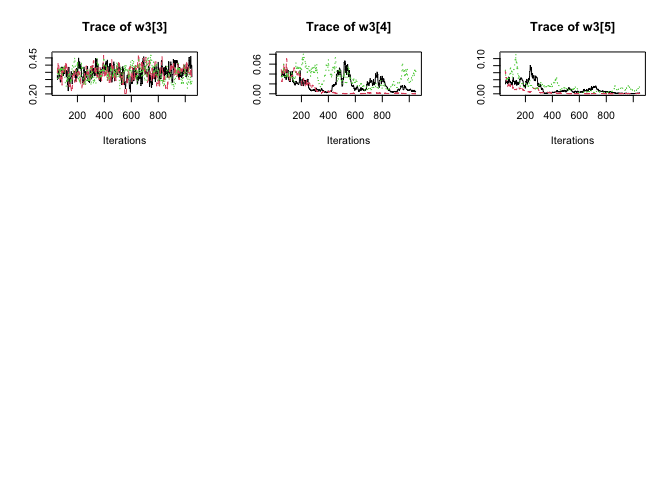 Trace of w3[3]
0.20 0.45
200 400 600 800
Iterations
Trace of w3[4]
0.00 0.06
200 400 600 800
Iterations
Trace of w3[5]
0.00 0.10
200 400 600 800
Iterations